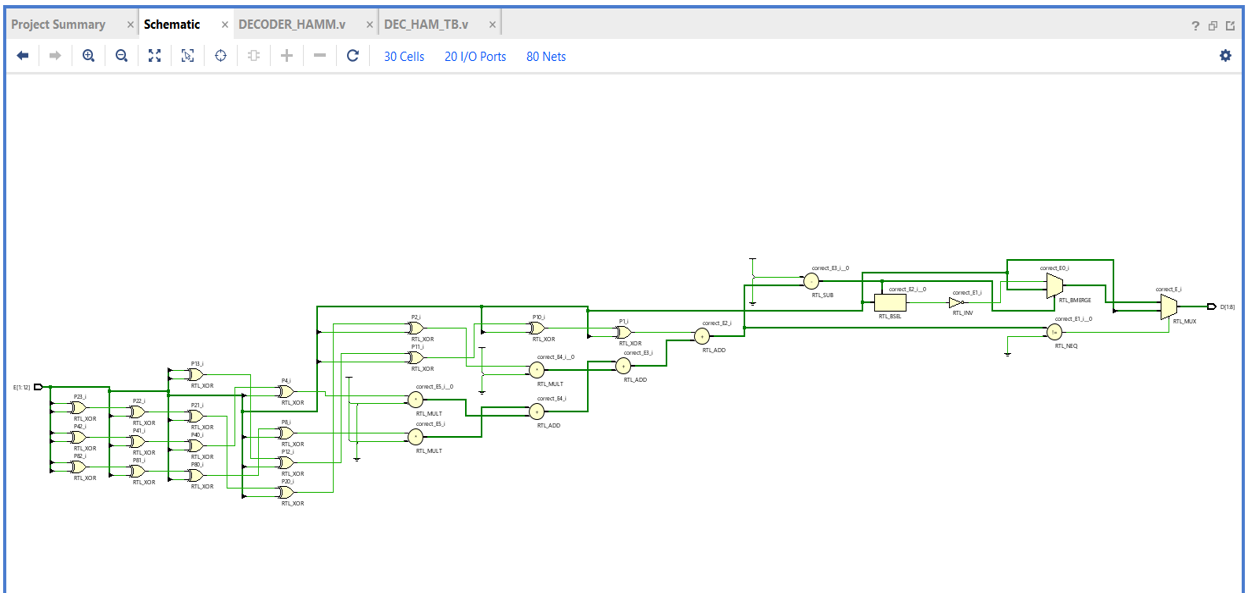 Project Summary × Schematic × DECODER_HAMM.v × DEC_HAM_TB.v ×
?
30 Cells 20 I/O Ports 80 Nets
correct_E3_i__0
RTL_SUB
correct_E2_i__0
RTL_BSEL
correct_E1_i
RTL_INV
correct_E0_i
RTL_BMERGE
correct_E_i
RTL_MUX
D[1:8]
correct_E1_i__0
RTL_NEQ
correct_E2_i
RTL_ADD
P2_i
RTL_XOR
P11_i
RTL_XOR
P10_i
RTL_XOR
P1_i
RTL_XOR
correct_E4_i__0
RTL_MULT
correct_E3_i
RTL_ADD
correct_E4_i
RTL_ADD
correct_E5_i__0
RTL_MULT
correct_E5_i
RTL_MULT
E[1:12]
P13_i
RTL_XOR
P4_i
RTL_XOR
P23_i
RTL_XOR
P22_i
RTL_XOR
P21_i
RTL_XOR
P8_i
RTL_XOR
P42_i
RTL_XOR
P41_i
RTL_XOR
P40_i
RTL_XOR
P12_i
RTL_XOR
P82_i
RTL_XOR
P81_i
RTL_XOR
P80_i
RTL_XOR
P20_i
RTL_XOR